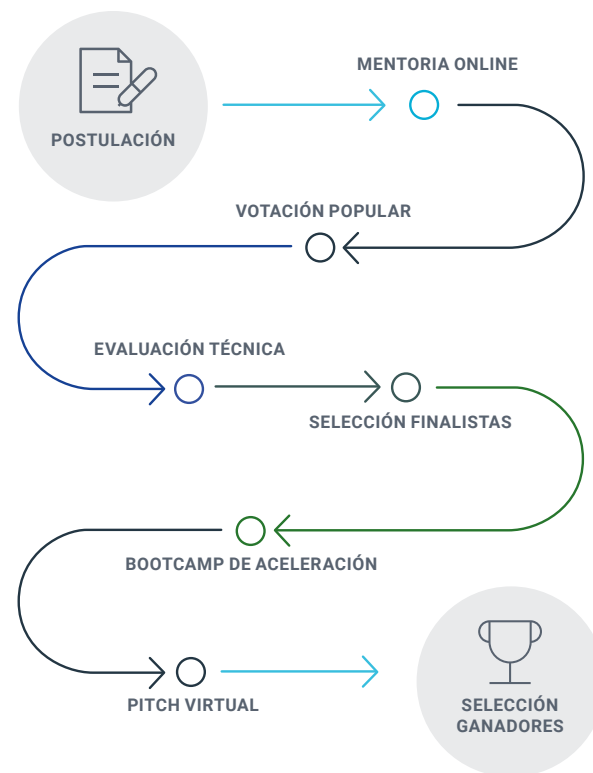 POSTULACIÓN
MENTORIA ONLINE
VOTACIÓN POPULAR
EVALUACIÓN TÉCNICA
SELECCIÓN FINALISTAS
BOOTCAMP DE ACELERACIÓN
PITCH VIRTUAL
SELECCIÓN
GANADORES